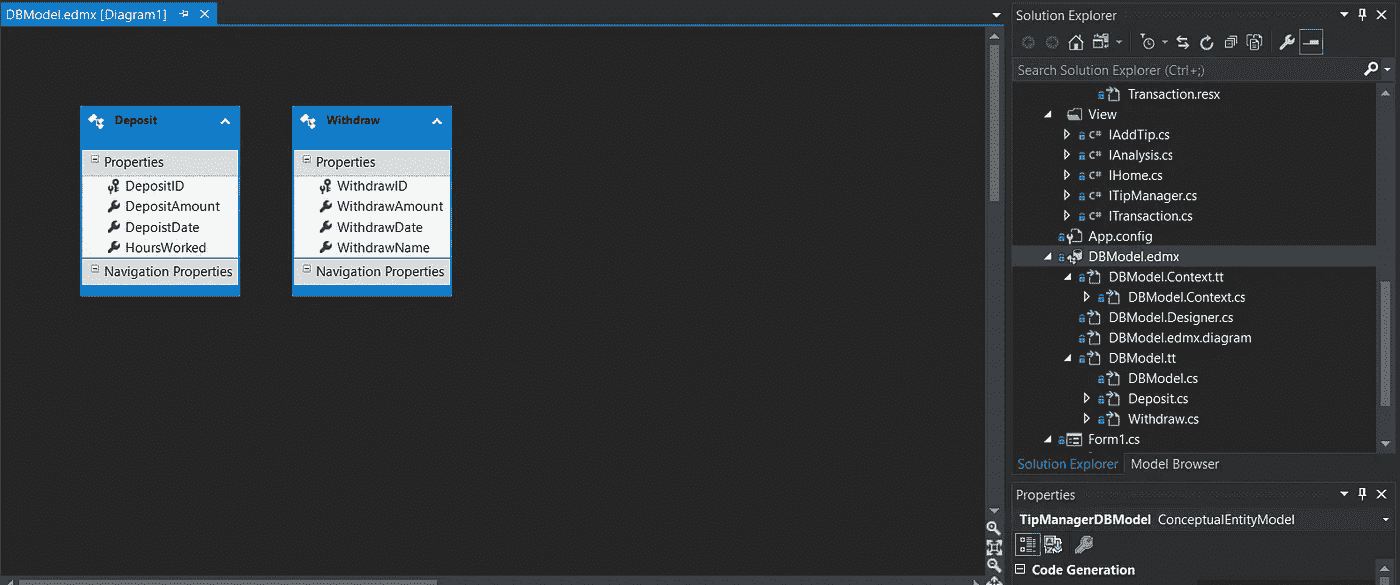 DBModel.edmx [Diagram1]
Deposit
Properties
DepositID
DepositAmount
DepoistDate
HoursWorked
Navigation Properties
Withdraw
Properties
WithdrawID
WithdrawAmount
WithdrawDate
WithdrawName
Navigation Properties
Solution Explorer
Search Solution Explorer (Ctrl+;)
Transaction.resx
View
C# IAddTip.cs
C# IAnalysis.cs
C# IHome.cs
C# ITipManager.cs
C# ITransaction.cs
App.config
DBModel.edmx
DBModel.Context.tt
DBModel.Context.cs
DBModel.Designer.cs
DBModel.edmx.diagram
DBModel.tt
DBModel.cs
Deposit.cs
Withdraw.cs
Form1.cs
Solution Explorer Model Browser
Properties
TipManagerDBModel ConceptualEntityModel
Code Generation